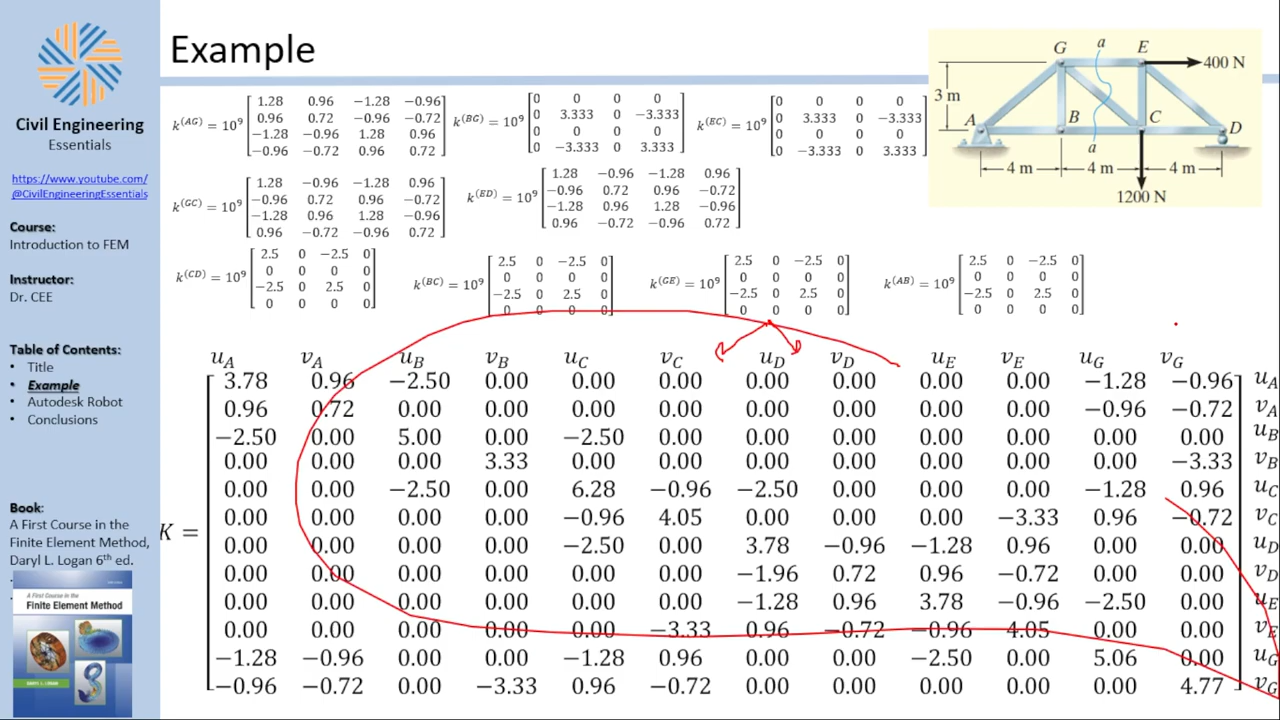 Civil Engineering
Essentials
https://www.youtube.com/
@CivilEngineeringEssentials
Course:
Introduction to FEM
Instructor:
Dr. CEE
Table of Contents:
• Title
• Example
• Autodesk Robot
• Conclusions
Book:
A First Course in the
Finite Element Method,
Daryl L. Logan 6th ed.
A First Course in the
Finite Element Method
DARYL L. LOGAN
Example
G a E
400 N
3 m
A B C D
a
4 m 4 m 4 m
1200 N
k^(AG) = 10^9
1.28 0.96 −1.28 −0.96
0.96 0.72 −0.96 −0.72
−1.28 −0.96 1.28 0.96
−0.96 −0.72 0.96 0.72
k^(BG) = 10^9
0 0 0 0
0 3.333 0 −3.333
0 0 0 0
0 −3.333 0 3.333
k^(EC) = 10^9
0 0 0 0
0 3.333 0 −3.333
0 0 0 0
0 −3.333 0 3.333
k^(GC) = 10^9
1.28 −0.96 −1.28 0.96
−0.96 0.72 0.96 −0.72
−1.28 0.96 1.28 −0.96
0.96 −0.72 −0.96 0.72
k^(ED) = 10^9
1.28 −0.96 −1.28 0.96
−0.96 0.72 0.96 −0.72
−1.28 0.96 1.28 −0.96
0.96 −0.72 −0.96 0.72
k^(CD) = 10^9
2.5 0 −2.5 0
0 0 0 0
−2.5 0 2.5 0
0 0 0 0
k^(BC) = 10^9
2.5 0 −2.5 0
0 0 0 0
−2.5 0 2.5 0
0 0 0 0
k^(GE) = 10^9
2.5 0 −2.5 0
0 0 0 0
−2.5 0 2.5 0
0 0 0 0
k^(AB) = 10^9
2.5 0 −2.5 0
0 0 0 0
−2.5 0 2.5 0
0 0 0 0
u_A v_A u_B v_B u_C v_C u_D v_D u_E v_E u_G v_G
3.78 0.96 −2.50 0.00 0.00 0.00 0.00 0.00 0.00 0.00 −1.28 −0.96 u_A
0.96 0.72 0.00 0.00 0.00 0.00 0.00 0.00 0.00 0.00 −0.96 −0.72 v_A
−2.50 0.00 5.00 0.00 −2.50 0.00 0.00 0.00 0.00 0.00 0.00 0.00 u_B
0.00 0.00 0.00 3.33 0.00 0.00 0.00 0.00 0.00 0.00 0.00 −3.33 v_B
0.00 0.00 −2.50 0.00 6.28 −0.96 −2.50 0.00 0.00 0.00 −1.28 0.96 u_C
K = 0.00 0.00 0.00 0.00 −0.96 4.05 0.00 0.00 0.00 −3.33 0.96 −0.72 v_C
0.00 0.00 0.00 0.00 −2.50 0.00 3.78 −0.96 −1.28 0.96 0.00 0.00 u_D
0.00 0.00 0.00 0.00 0.00 0.00 −1.96 0.72 0.96 −0.72 0.00 0.00 v_D
0.00 0.00 0.00 0.00 0.00 0.00 −1.28 0.96 3.78 −0.96 −2.50 0.00 u_E
0.00 0.00 0.00 0.00 0.00 −3.33 0.96 −0.72 −0.96 4.05 0.00 0.00 v_E
−1.28 −0.96 0.00 0.00 −1.28 0.96 0.00 0.00 −2.50 0.00 5.06 0.00 u_G
−0.96 −0.72 0.00 −3.33 0.96 −0.72 0.00 0.00 0.00 0.00 0.00 4.77 v_G